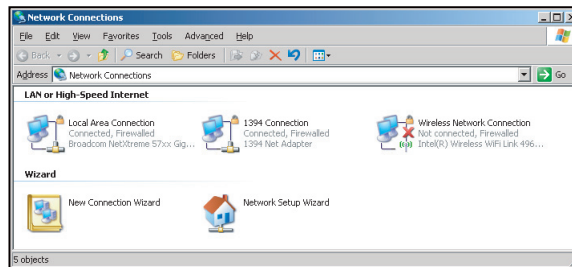 Network Connections
File Edit View Favorites Tools Advanced Help
Back Search Folders
Address Network Connections Go
LAN or High-Speed Internet
Local Area Connection
Connected, Firewalled
Broadcom NetXtreme 57xx Gig...
1394 Connection
Connected, Firewalled
1394 Net Adapter
Wireless Network Connection
Not connected, Firewalled
Intel(R) Wireless WiFi Link 496...
Wizard
New Connection Wizard
Network Setup Wizard
5 objects